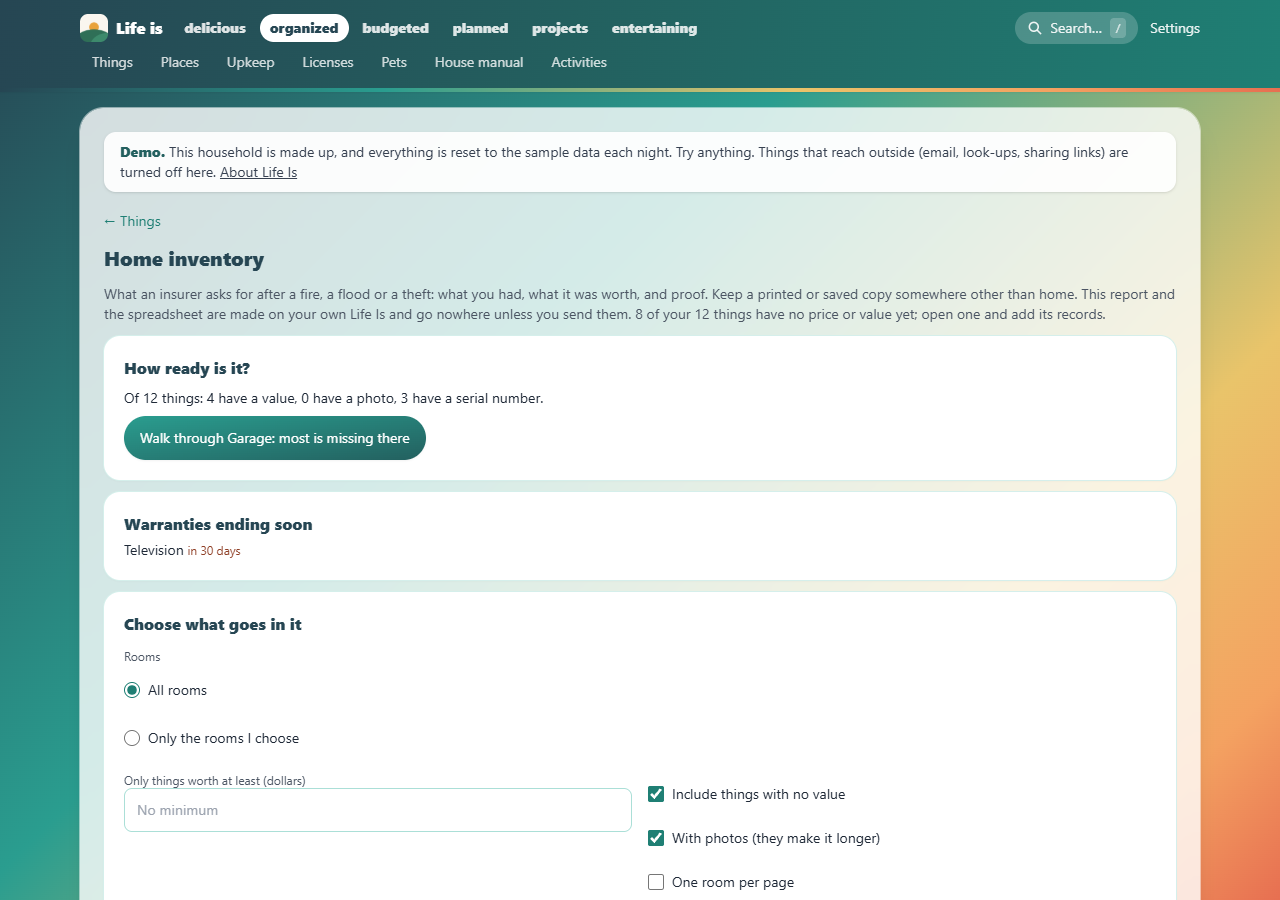 Life is
delicious
organized
budgeted
planned
projects
entertaining
Search...
/
Settings
Things
Places
Upkeep
Licenses
Pets
House manual
Activities
Demo. This household is made up, and everything is reset to the sample data each night. Try anything. Things that reach outside (email, look-ups, sharing links) are
turned off here. About Life Is
← Things
Home inventory
What an insurer asks for after a fire, a flood or a theft: what you had, what it was worth, and proof. Keep a printed or saved copy somewhere other than home. This report and
the spreadsheet are made on your own Life Is and go nowhere unless you send them. 8 of your 12 things have no price or value yet; open one and add its records.
How ready is it?
Of 12 things: 4 have a value, 0 have a photo, 3 have a serial number.
Walk through Garage: most is missing there
Warranties ending soon
Television in 30 days
Choose what goes in it
Rooms
All rooms
Only the rooms I choose
Only things worth at least (dollars)
No minimum
Include things with no value
With photos (they make it longer)
One room per page